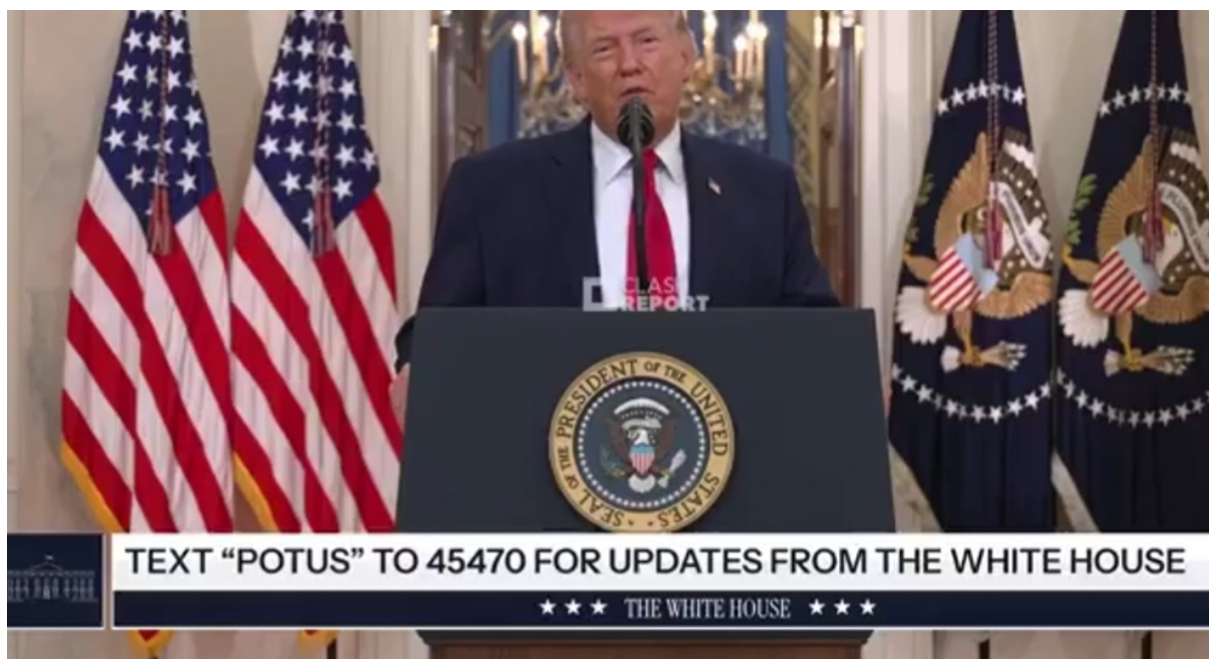 CLASH
REPORT
SEAL OF THE PRESIDENT OF THE UNITED STATES
TEXT “POTUS” TO 45470 FOR UPDATES FROM THE WHITE HOUSE
★ ★ ★ THE WHITE HOUSE ★ ★ ★